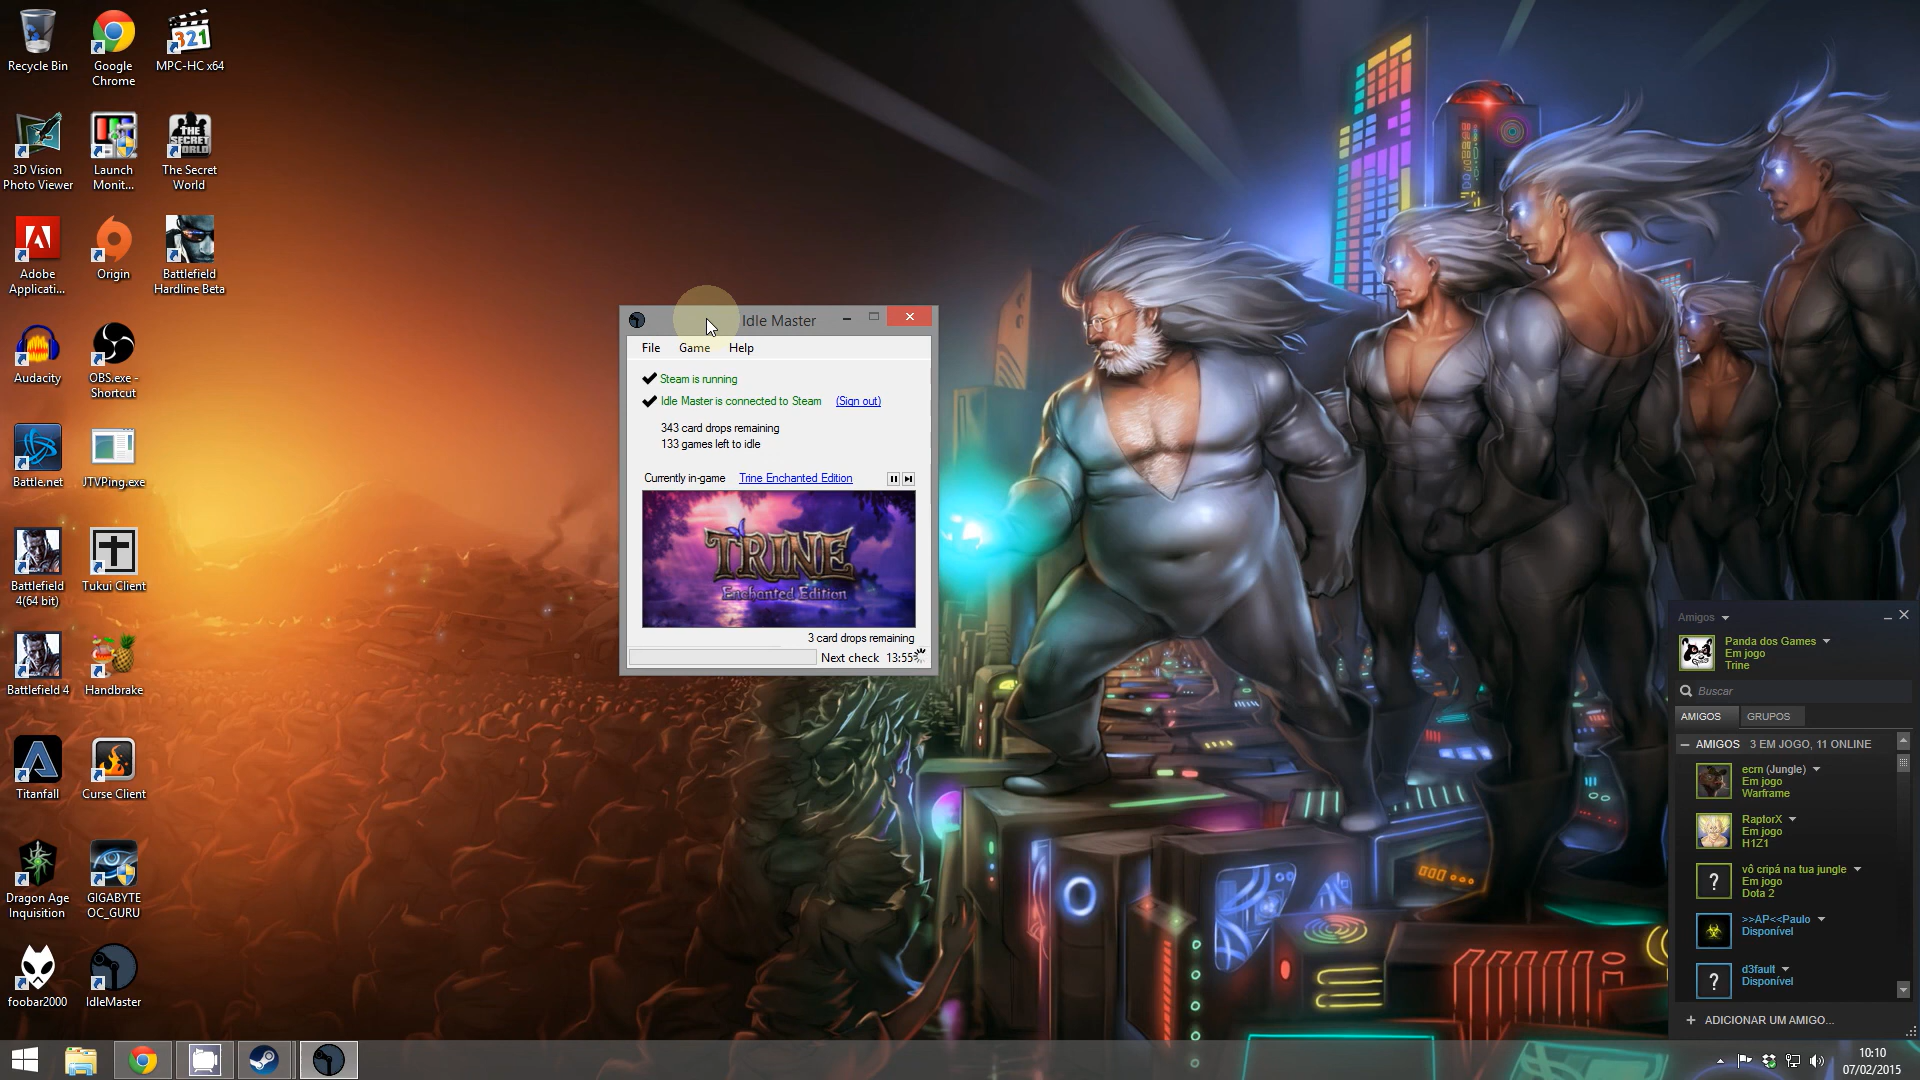 Recycle Bin
Google
Chrome
MPC-HC x64
321
3D Vision
Photo Viewer
Launch
Monit...
THE
SECRET
WORLD
The Secret
World
Adobe
Applicati...
Origin
Battlefield
Hardline Beta
Audacity
OBS.exe -
Shortcut
Battle.net
JTVPing.exe
Battlefield
4(64 bit)
Tukui Client
Battlefield 4
Handbrake
Titanfall
Curse Client
Dragon Age
Inquisition
GIGABYTE
OC_GURU
foobar2000
IdleMaster
Idle Master
File Game Help
Steam is running
Idle Master is connected to Steam (Sign out)
343 card drops remaining
133 games left to idle
Currently in-game Trine Enchanted Edition
TRINE
Enchanted Edition
3 card drops remaining
Next check 13:55
Amigos
Panda dos Games
Em jogo
Trine
Buscar
AMIGOS GRUPOS
AMIGOS 3 EM JOGO, 11 ONLINE
ecrn (Jungle)
Em jogo
Warframe
RaptorX
Em jogo
H1Z1
vô cripá na tua jungle
Em jogo
Dota 2
>>AP<<Paulo
Disponível
d3fault
Disponível
+ ADICIONAR UM AMIGO...
10:10
07/02/2015